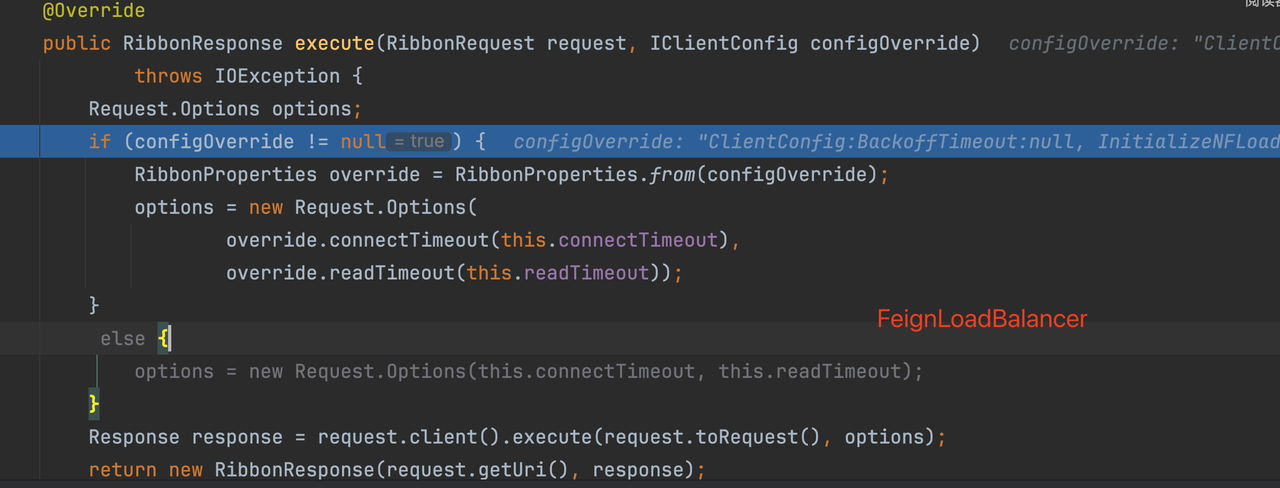 阅读
@Override
public RibbonResponse execute(RibbonRequest request, IClientConfig configOverride) configOverride: "ClientC
throws IOException {
Request.Options options;
if (configOverride != null = true ) { configOverride: "ClientConfig:BackoffTimeout:null, InitializeNFLoad
RibbonProperties override = RibbonProperties.from(configOverride);
options = new Request.Options(
override.connectTimeout(this.connectTimeout),
override.readTimeout(this.readTimeout));
}
FeignLoadBalancer
else {
options = new Request.Options(this.connectTimeout, this.readTimeout);
}
Response response = request.client().execute(request.toRequest(), options);
return new RibbonResponse(request.getUri(), response);